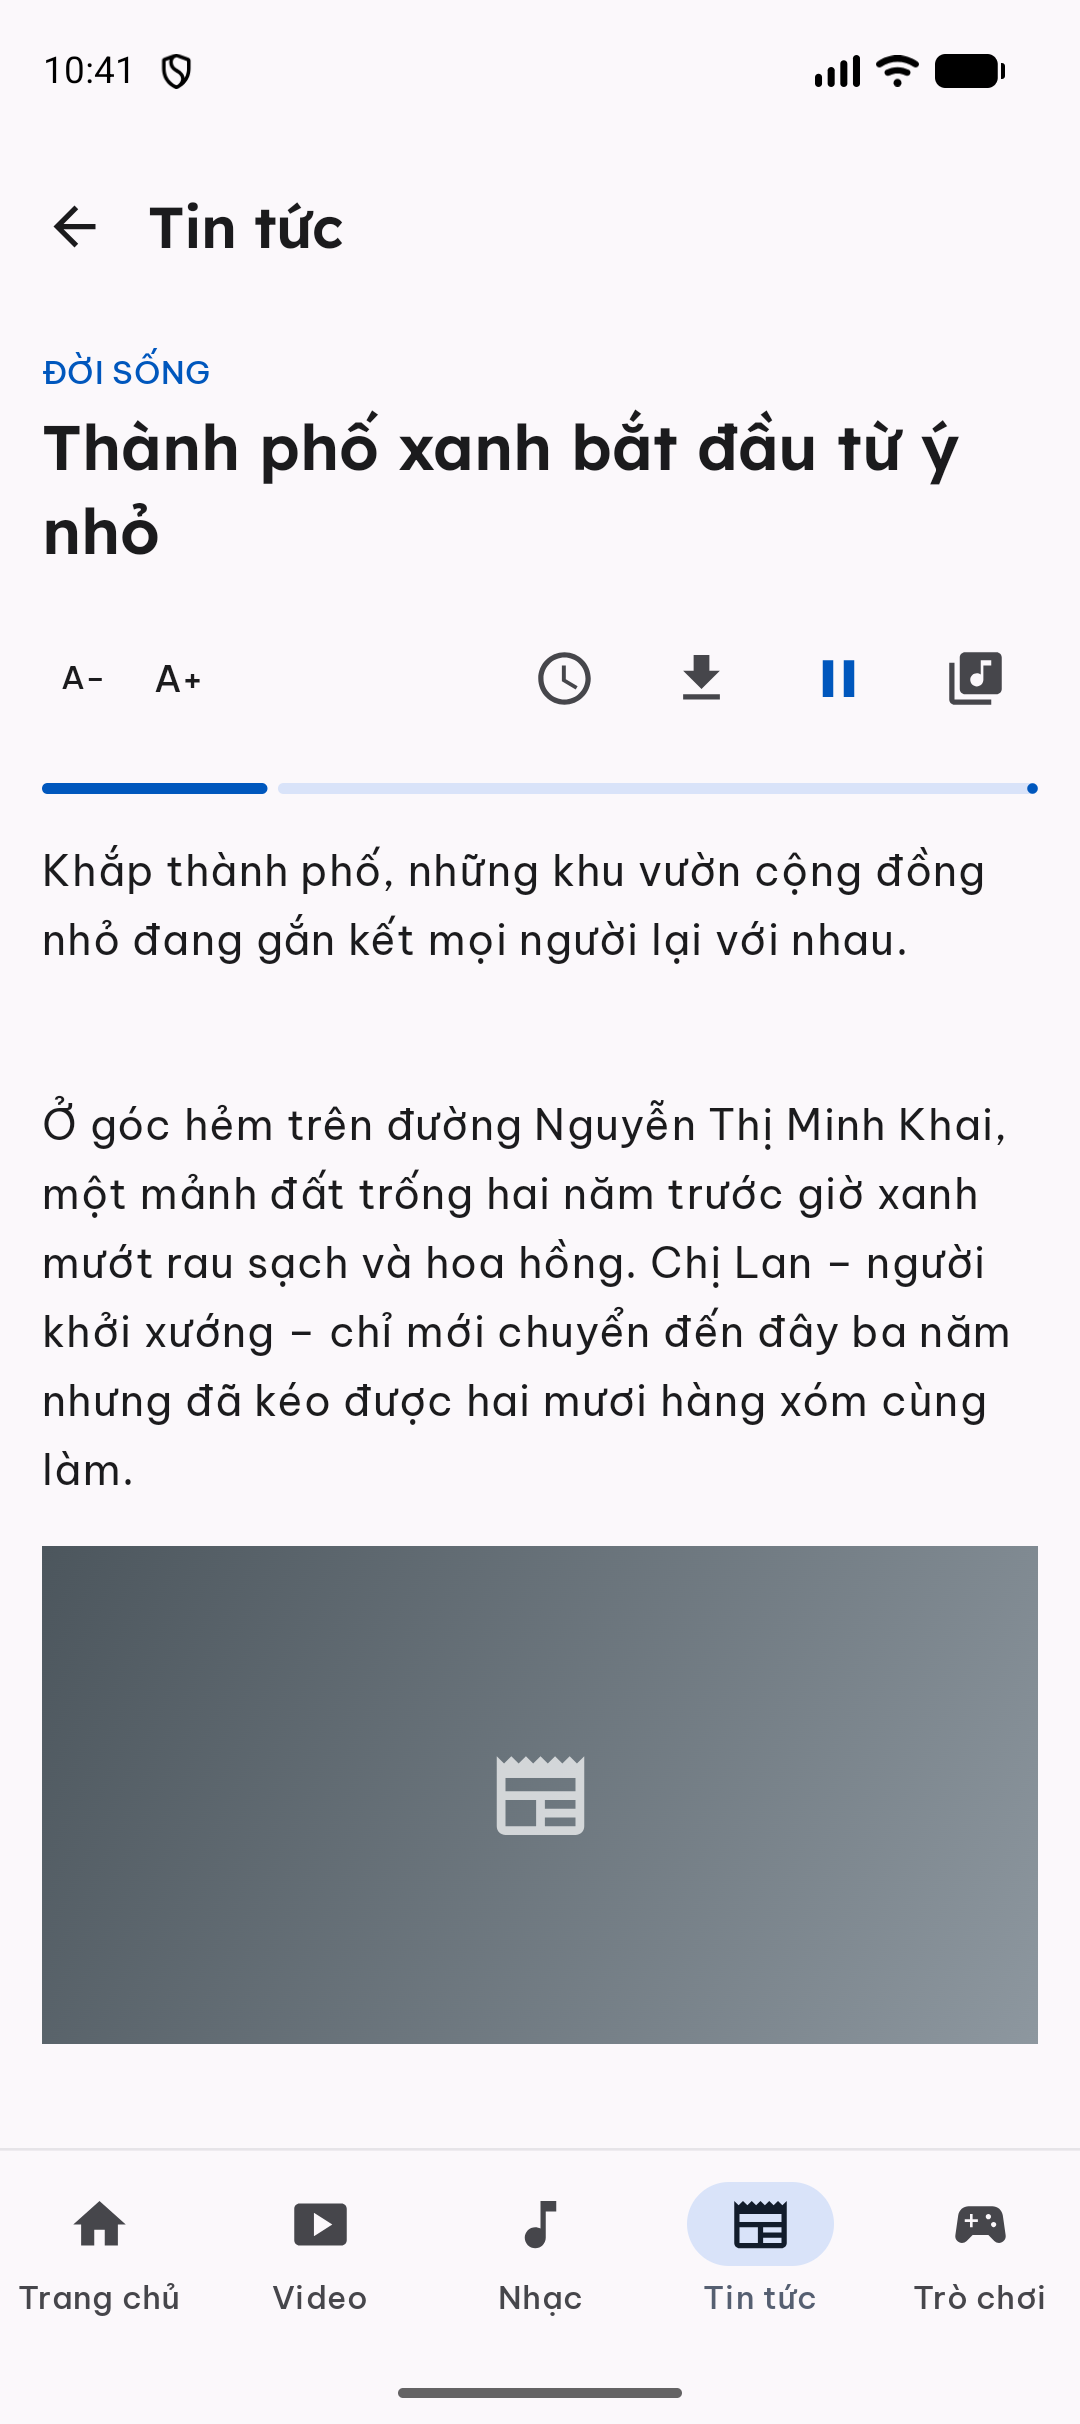 10:41
Tin tức
ĐỜI SỐNG
Thành phố xanh bắt đầu từ ý
nhỏ
A- A+
Khắp thành phố, những khu vườn cộng đồng
nhỏ đang gắn kết mọi người lại với nhau.
Ở góc hẻm trên đường Nguyễn Thị Minh Khai,
một mảnh đất trống hai năm trước giờ xanh
mướt rau sạch và hoa hồng. Chị Lan – người
khởi xướng – chỉ mới chuyển đến đây ba năm
nhưng đã kéo được hai mươi hàng xóm cùng
làm.
Trang chủ Video Nhạc Tin tức Trò chơi